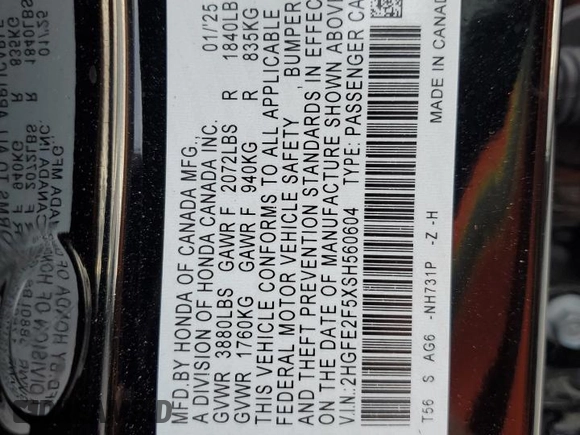 MFD.BY HONDA OF CANADA MFG., 01/'25
A DIVISION OF HONDA CANADA INC.
GVWR 3880LBS GAWR F 2072LBS R 1840LB
GVWR 1760KG GAWR F 940KG R 835KG
THIS VEHICLE CONFORMS TO ALL APPLICABLE
FEDERAL MOTOR VEHICLE SAFETY, BUMPER
AND THEFT PREVENTION STANDARDS IN EFFEC
ON THE DATE OF MANUFACTURE SHOWN ABOVE
V.I.N.: 2HGFE2F5XSH560604 TYPE: PASSENGER CA
T56 S AG6 -NH731P -Z -H MADE IN CANAD